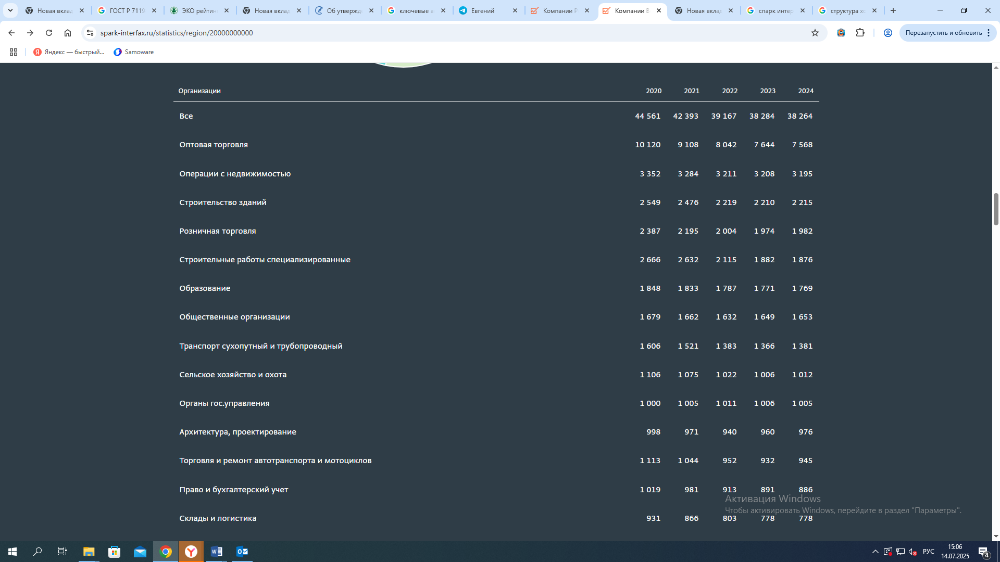 Новая вклад
ГОСТ Р 7119
ЭКО рейтин
Новая вклад
Об утвержде
ключевые а
Евгений
Компании Р
Компании В
Новая вклад
спарк интер
структура хо
spark-interfax.ru/statistics/region/20000000000
Перезапустить и обновить
Яндекс — быстрый...
Samoware
Организации 2020 2021 2022 2023 2024
Все 44 561 42 393 39 167 38 284 38 264
Оптовая торговля 10 120 9 108 8 042 7 644 7 568
Операции с недвижимостью 3 352 3 284 3 211 3 208 3 195
Строительство зданий 2 549 2 476 2 219 2 210 2 215
Розничная торговля 2 387 2 195 2 004 1 974 1 982
Строительные работы специализированные 2 666 2 632 2 115 1 882 1 876
Образование 1 848 1 833 1 787 1 771 1 769
Общественные организации 1 679 1 662 1 632 1 649 1 653
Транспорт сухопутный и трубопроводный 1 606 1 521 1 383 1 366 1 381
Сельское хозяйство и охота 1 106 1 075 1 022 1 006 1 012
Органы гос.управления 1 000 1 005 1 011 1 006 1 005
Архитектура, проектирование 998 971 940 960 976
Торговля и ремонт автотранспорта и мотоциклов 1 113 1 044 952 932 945
Право и бухгалтерский учет 1 019 981 913 891 886
Активация Windows
Чтобы активировать Windows, перейдите в раздел "Параметры".
Склады и логистика 931 866 803 778 778
РУС
15:06
14.07.2025
4